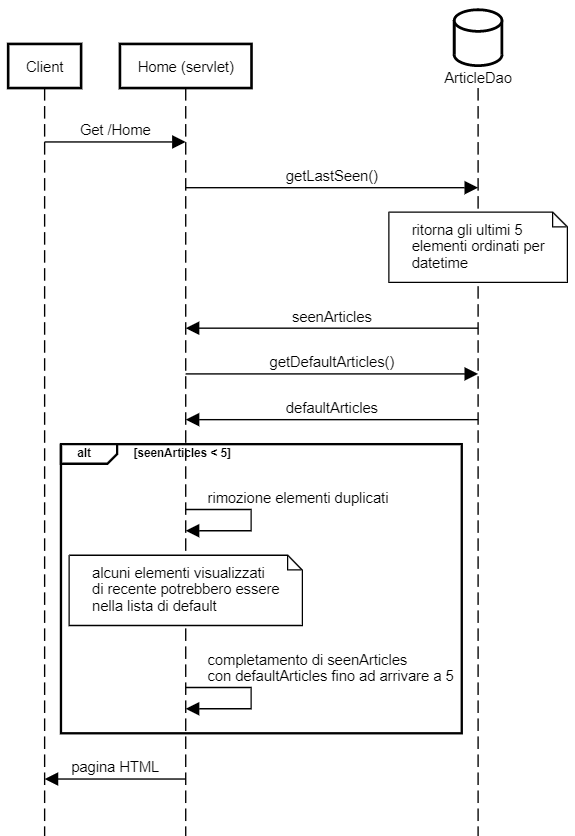 Client
Home (servlet)
ArticleDao
Get /Home
getLastSeen()
ritorna gli ultimi 5
elementi ordinati per
datetime
seenArticles
getDefaultArticles()
defaultArticles
alt
[seenArticles < 5]
rimozione elementi duplicati
alcuni elementi visualizzati
di recente potrebbero essere
nella lista di default
completamento di seenArticles
con defaultArticles fino ad arrivare a 5
pagina HTML